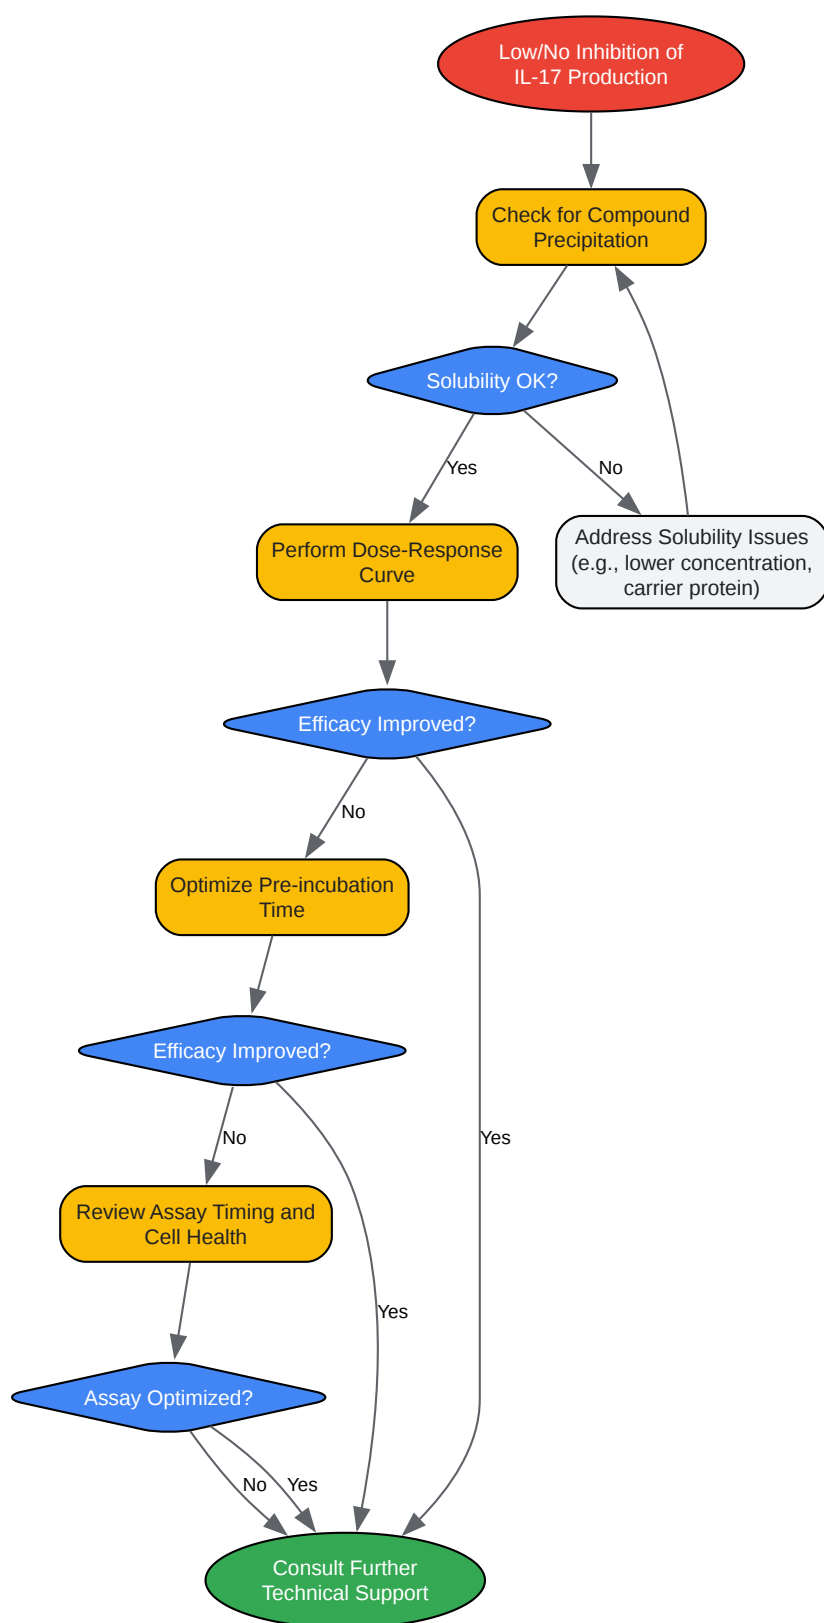 Low/No Inhibition of
IL-17 Production
Check for Compound
Precipitation
Solubility OK?
Yes
No
Perform Dose-Response
Curve
Address Solubility Issues
(e.g., lower concentration,
carrier protein)
Efficacy Improved?
No
Optimize Pre-incubation
Time
Efficacy Improved?
No
Yes
Review Assay Timing and
Cell Health
Yes
Assay Optimized?
No
Yes
Consult Further
Technical Support